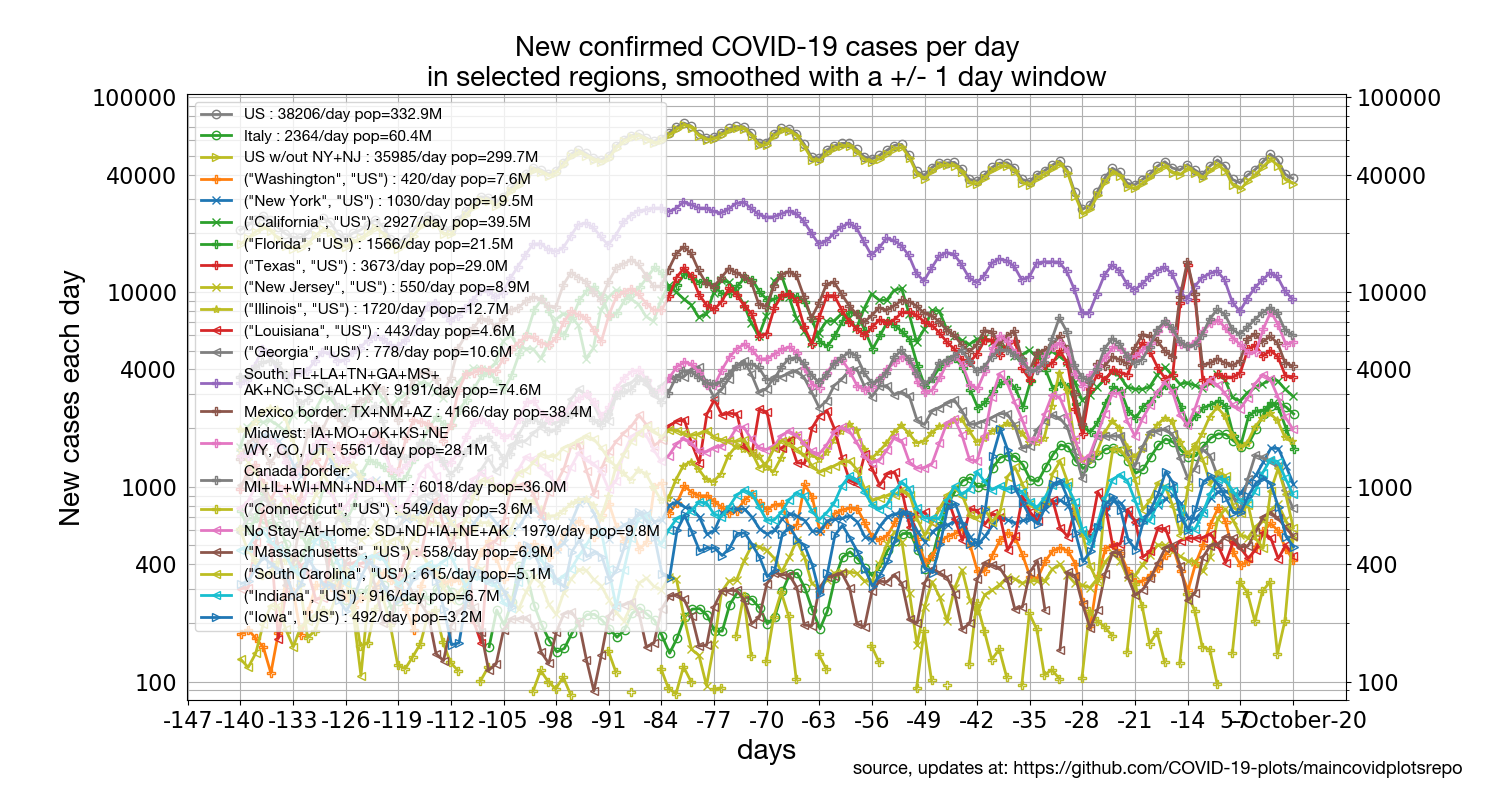 New confirmed COVID-19 cases per day
in selected regions, smoothed with a +/- 1 day window
100000
40000
10000
4000
1000
400
100
New cases each day
US : 38206/day pop=332.9M
Italy : 2364/day pop=60.4M
US w/out NY+NJ : 35985/day pop=299.7M
("Washington", "US") : 420/day pop=7.6M
("New York", "US") : 1030/day pop=19.5M
("California", "US") : 2927/day pop=39.5M
("Florida", "US") : 1566/day pop=21.5M
("Texas", "US") : 3673/day pop=29.0M
("New Jersey", "US") : 550/day pop=8.9M
("Illinois", "US") : 1720/day pop=12.7M
("Louisiana", "US") : 443/day pop=4.6M
("Georgia", "US") : 778/day pop=10.6M
South: FL+LA+TN+GA+MS+
AK+NC+SC+AL+KY : 9191/day pop=74.6M
Mexico border: TX+NM+AZ : 4166/day pop=38.4M
Midwest: IA+MO+OK+KS+NE
WY, CO, UT : 5561/day pop=28.1M
Canada border:
MI+IL+WI+MN+ND+MT : 6018/day pop=36.0M
("Connecticut", "US") : 549/day pop=3.6M
No Stay-At-Home: SD+ND+IA+NE+AK : 1979/day pop=9.8M
("Massachusetts", "US") : 558/day pop=6.9M
("South Carolina", "US") : 615/day pop=5.1M
("Indiana", "US") : 916/day pop=6.7M
("Iowa", "US") : 492/day pop=3.2M
100000
40000
10000
4000
1000
400
100
-147 -140 -133 -126 -119 -112 -105 -98 -91 -84 -77 -70 -63 -56 -49 -42 -35 -28 -21 -14 -7 5-October-20
days
source, updates at: https://github.com/COVID-19-plots/maincovidplotsrepo